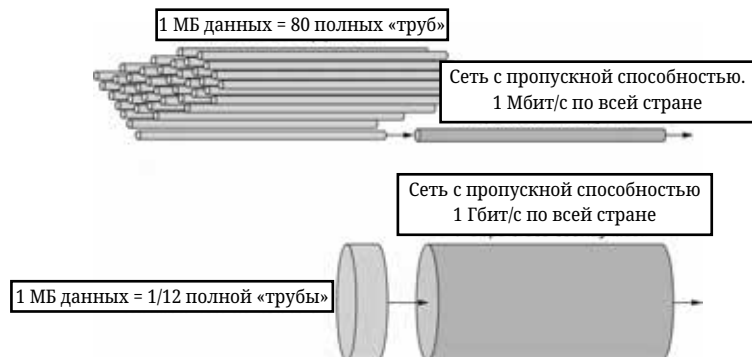 1 МБ данных = 80 полных «труб»
Сеть с пропускной способностью.
1 Мбит/с по всей стране
Сеть с пропускной способностью
1 Гбит/с по всей стране
1 МБ данных = 1/12 полной «трубы»